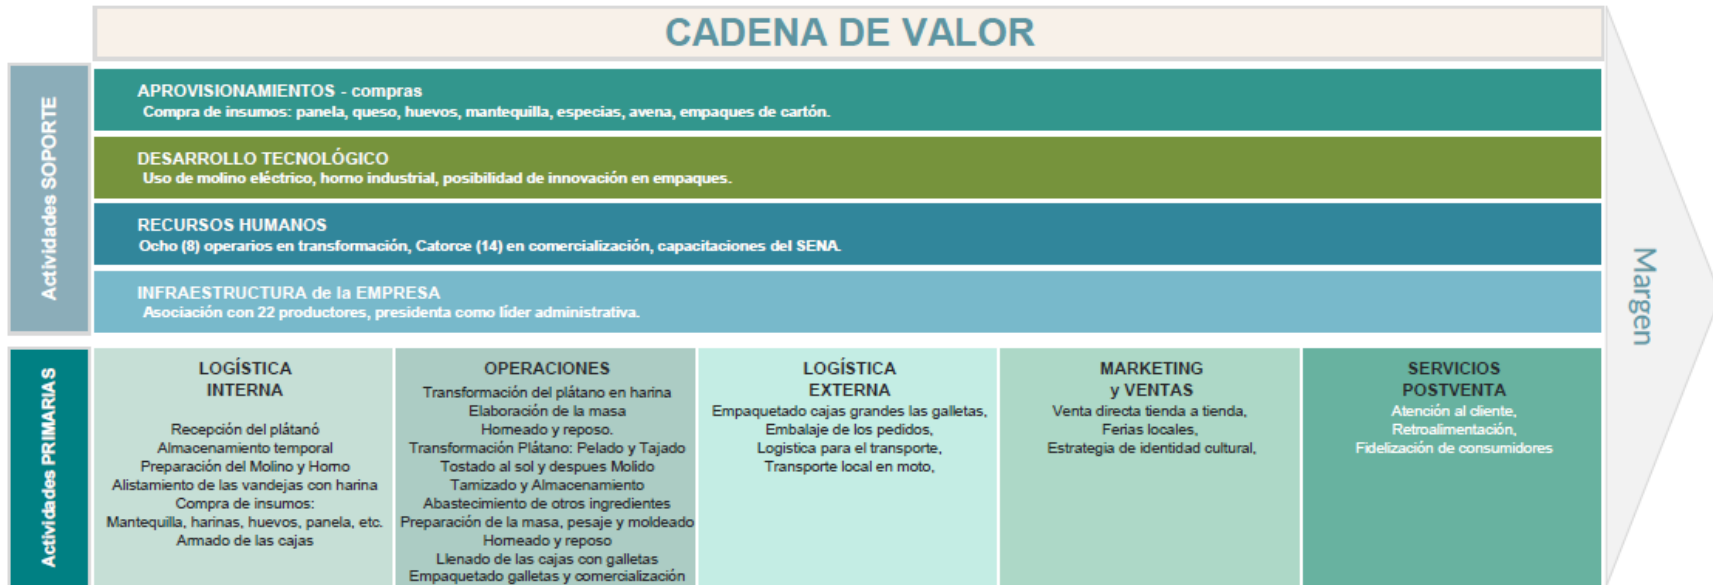 CADENA DE VALOR
Actividades SOPORTE
APROVISIONAMIENTOS - compras
Compra de insumos: panela, queso, huevos, mantequilla, especias, avena, empaques de cartón.
DESARROLLO TECNOLÓGICO
Uso de molino eléctrico, horno industrial, posibilidad de innovación en empaques.
RECURSOS HUMANOS
Ocho (8) operarios en transformación, Catorce (14) en comercialización, capacitaciones del SENA.
INFRAESTRUCTURA de la EMPRESA
Asociación con 22 productores, presidenta como líder administrativa.
Margen
Actividades PRIMARIAS
LOGÍSTICA
INTERNA
Recepción del plátanó
Almacenamiento temporal
Preparación del Molino y Horno
Alistamiento de las vandejas con harina
Compra de insumos:
Mantequilla, harinas, huevos, panela, etc.
Armado de las cajas
OPERACIONES
Transformación del plátano en harina
Elaboración de la masa
Horneado y reposo.
Transformación Plátano: Pelado y Tajado
Tostado al sol y despues Molido
Tamizado y Almacenamiento
Abastecimiento de otros ingredientes
Preparación de la masa, pesaje y moldeado
Horneado y reposo
Llenado de las cajas con galletas
Empaquetado galletas y comercialización
LOGÍSTICA
EXTERNA
Empaquetado cajas grandes las galletas,
Embalaje de los pedidos,
Logistica para el transporte,
Transporte local en moto,
MARKETING
y VENTAS
Venta directa tienda a tienda,
Ferias locales,
Estrategia de identidad cultural,
SERVICIOS
POSTVENTA
Atención al cliente,
Retroalimentación,
Fidelización de consumidores